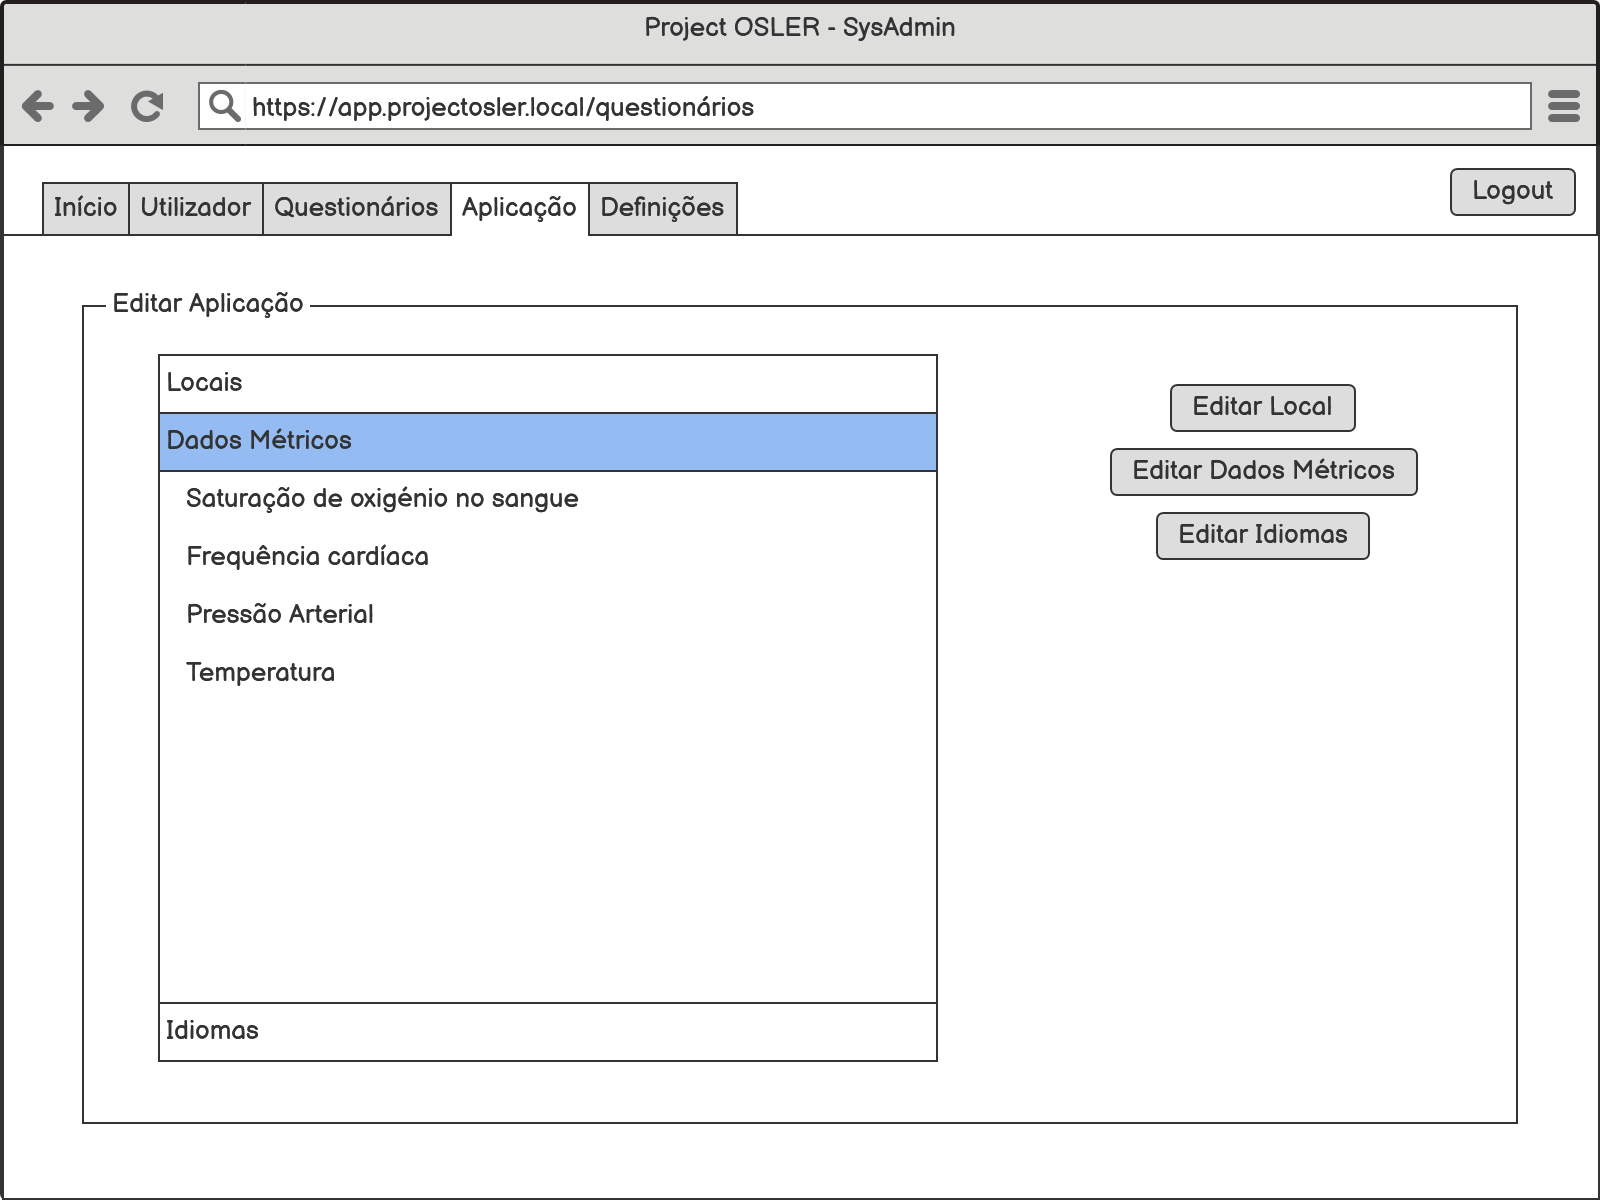 Project OSLER - SysAdmin
https://app.projectosler.local/questionários
Início Utilizador Questionários Aplicação Definições Logout
Editar Aplicação
Locais
Dados Métricos
Saturação de oxigénio no sangue
Frequência cardíaca
Pressão Arterial
Temperatura
Idiomas
Editar Local
Editar Dados Métricos
Editar Idiomas